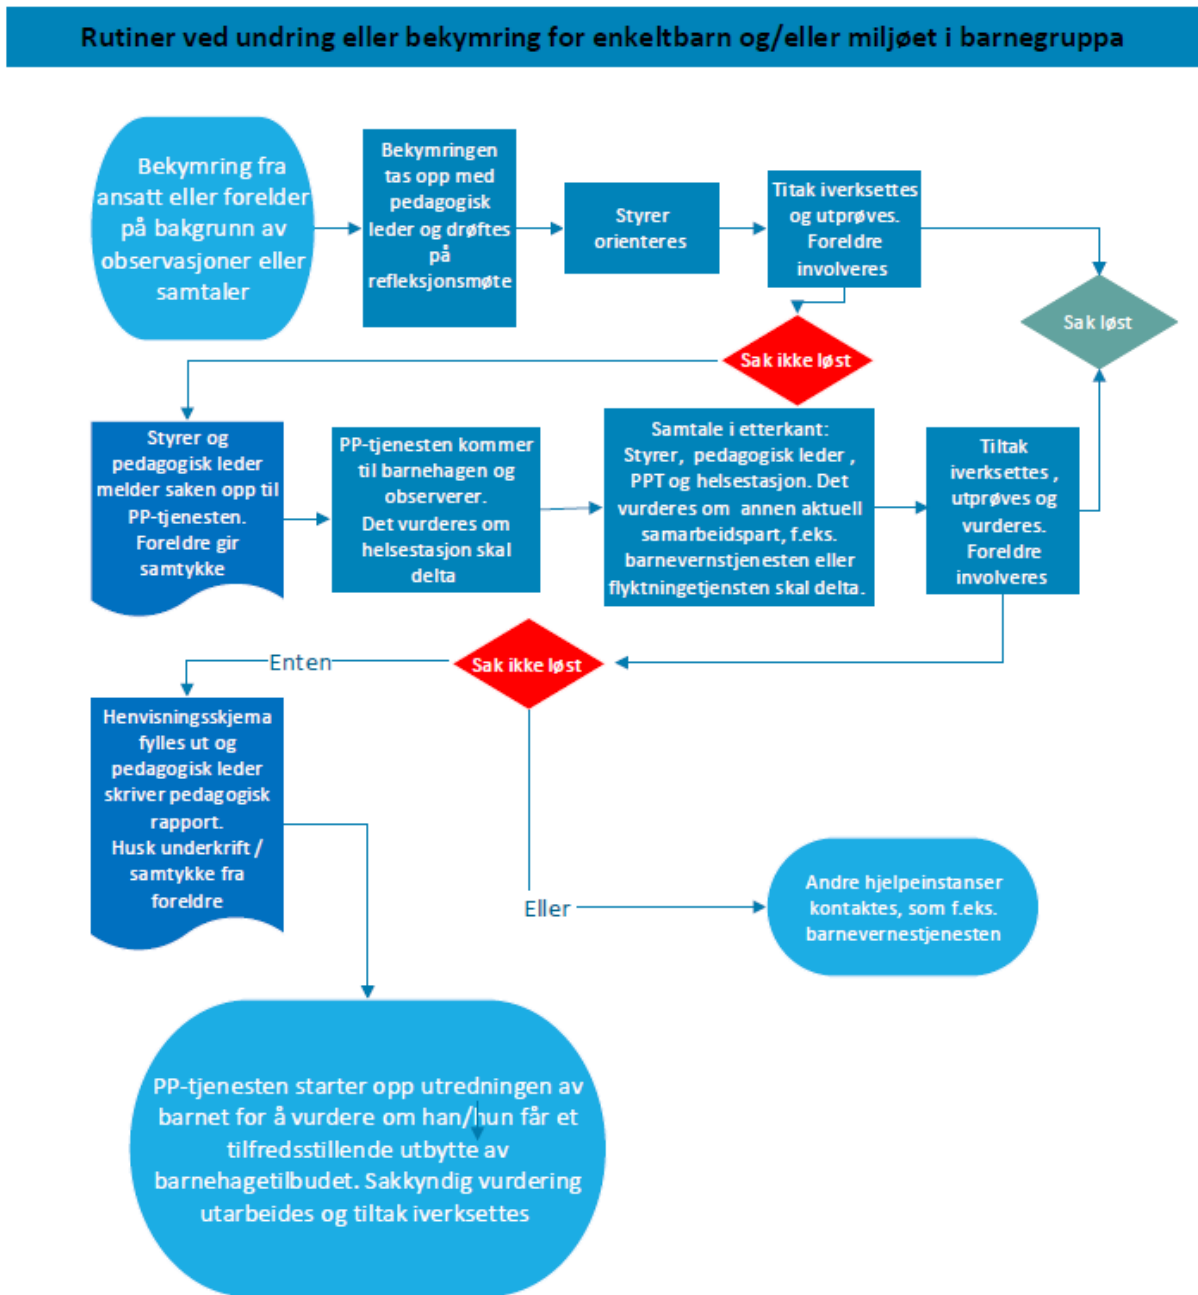 Rutiner ved undring eller bekymring for enkeltbarn og/eller miljøet i barnegruppa
Bekymring fra
ansatt eller forelder
på bakgrunn av
observasjoner eller
samtaler
Bekymringen
tas opp med
pedagogisk
leder og drøftes
på
refleksjonsmøte
Styrer
orienteres
Titak iverksettes
og utprøves.
Foreldre
involveres
Sak løst
Sak ikke løst
Styrer og
pedagogisk leder
melder saken opp til
PP-tjenesten.
Foreldre gir
samtykke
PP-tjenesten kommer
til barnehagen og
observerer.
Det vurderes om
helsestasjon skal
delta
Samtale i etterkant:
Styrer, pedagogisk leder ,
PPT og helsestasjon. Det
vurderes om annen aktuell
samarbeidspart, f.eks.
barnevernstjenesten eller
flyktningetjensten skal delta.
Tiltak
iverksettes ,
utprøves og
vurderes.
Foreldre
involveres
Sak ikke løst
Enten
Henvisningsskjema
fylles ut og
pedagogisk leder
skriver pedagogisk
rapport.
Husk underkrift /
samtykke fra
foreldre
Eller
Andre hjelpeinstanser
kontaktes, som f.eks.
barnevernestjenesten
PP-tjenesten starter opp utredningen av
barnet for å vurdere om han/hun får et
tilfredsstillende utbytte av
barnehagetilbudet. Sakkyndig vurdering
utarbeides og tiltak iverksettes